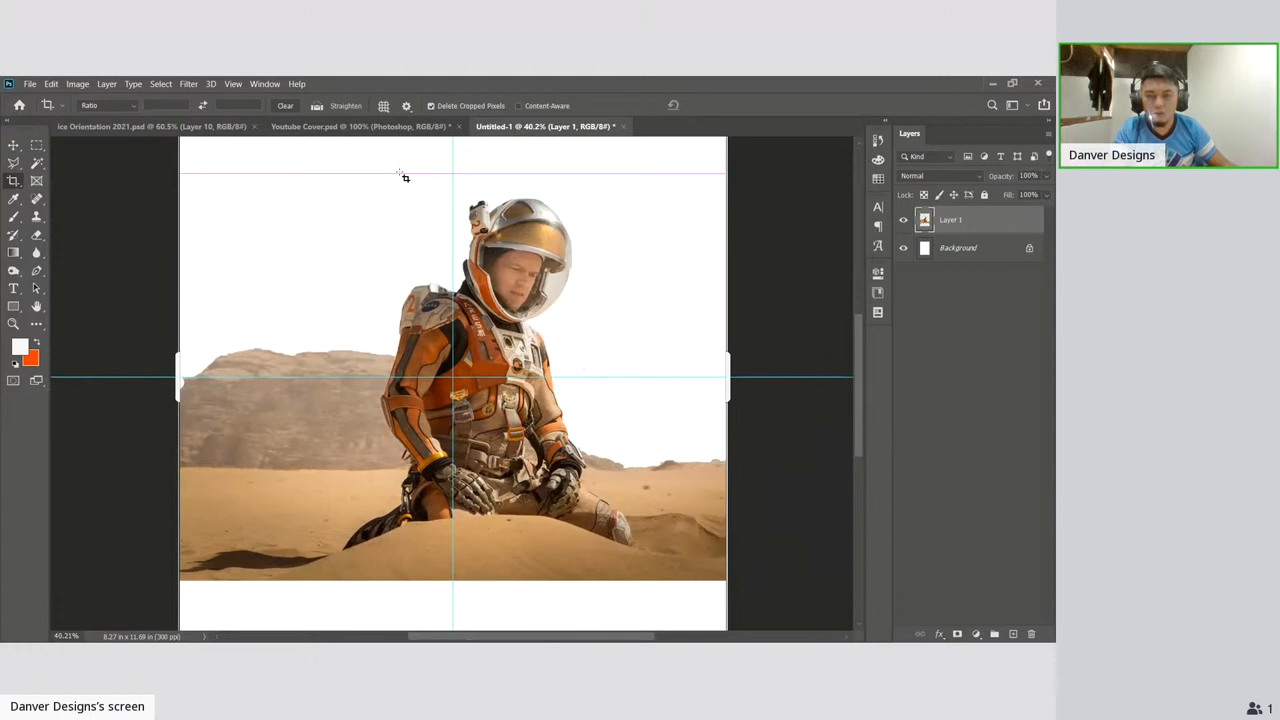 Ps File Edit Image Layer Type Select Filter 3D View Window Help
Ratio Clear Straighten Delete Cropped Pixels Content-Aware
ice Orientation 2021.psd @ 60.5% (Layer 10, RGB/8#) × Youtube Cover.psd @ 100% (Photoshop, RGB/8#) * × Untitled-1 @ 40.2% (Layer 1, RGB/8#) * ×
Layers
Kind
Normal Opacity: 100%
Lock: Fill: 100%
Layer 1
Background
40.21% 8.27 in x 11.69 in (300 ppi)
Danver Designs
Danver Designs's screen
1